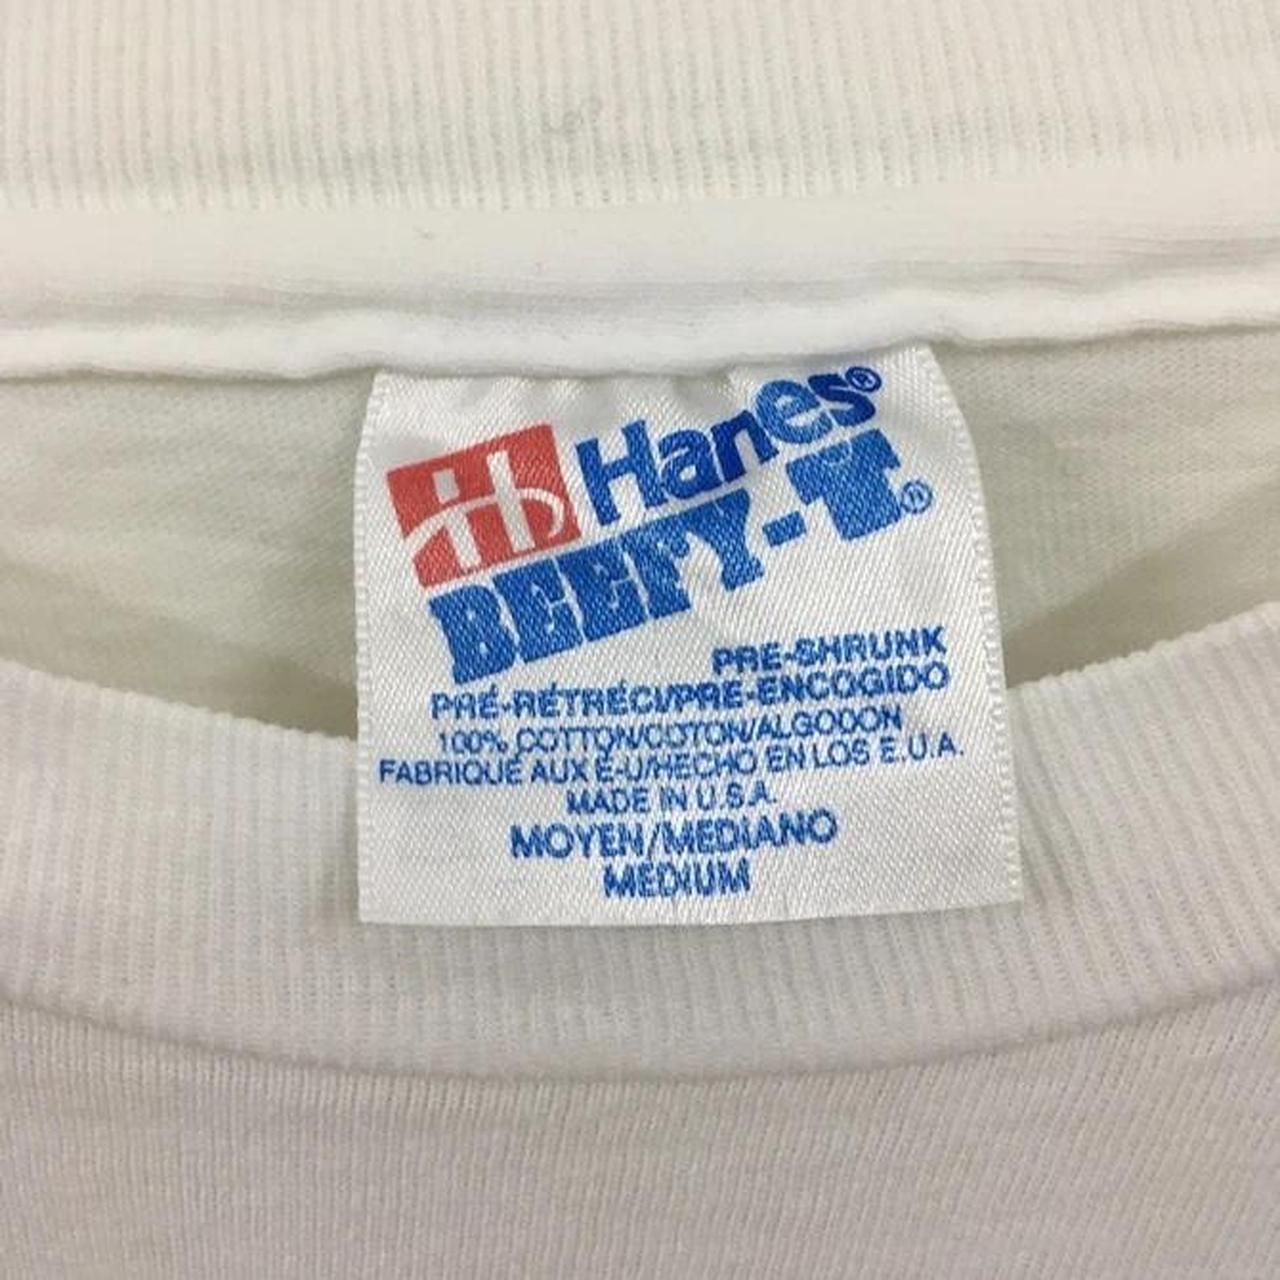 Hanes®
BEEFY-T®
PRE-SHRUNK
PRÉ-RÉTRÉCI/PRE-ENCOGIDO
100% COTTON/COTON/ALGODON
FABRIQUÉ AUX É-U/HECHO EN LOS E.U.A.
MADE IN U.S.A.
MOYEN/MEDIANO
MEDIUM